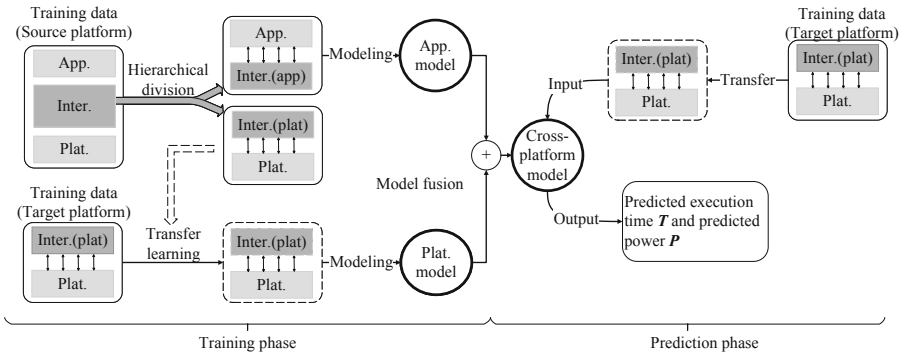 Training data
(Source platform)
App.
Inter.
Plat.
Hierarchical
division
App.
Inter.(app)
Modeling
App.
model
Inter.(plat)
Plat.
Training data
(Target platform)
Inter.(plat)
Plat.
Transfer
learning
Inter.(plat)
Plat.
Modeling
Plat.
model
Model fusion
+
Cross-
platform
model
Input
Inter.(plat)
Plat.
Transfer
Training data
(Target platform)
Inter.(plat)
Plat.
Output
Predicted execution
time T and predicted
power P
Training phase
Prediction phase